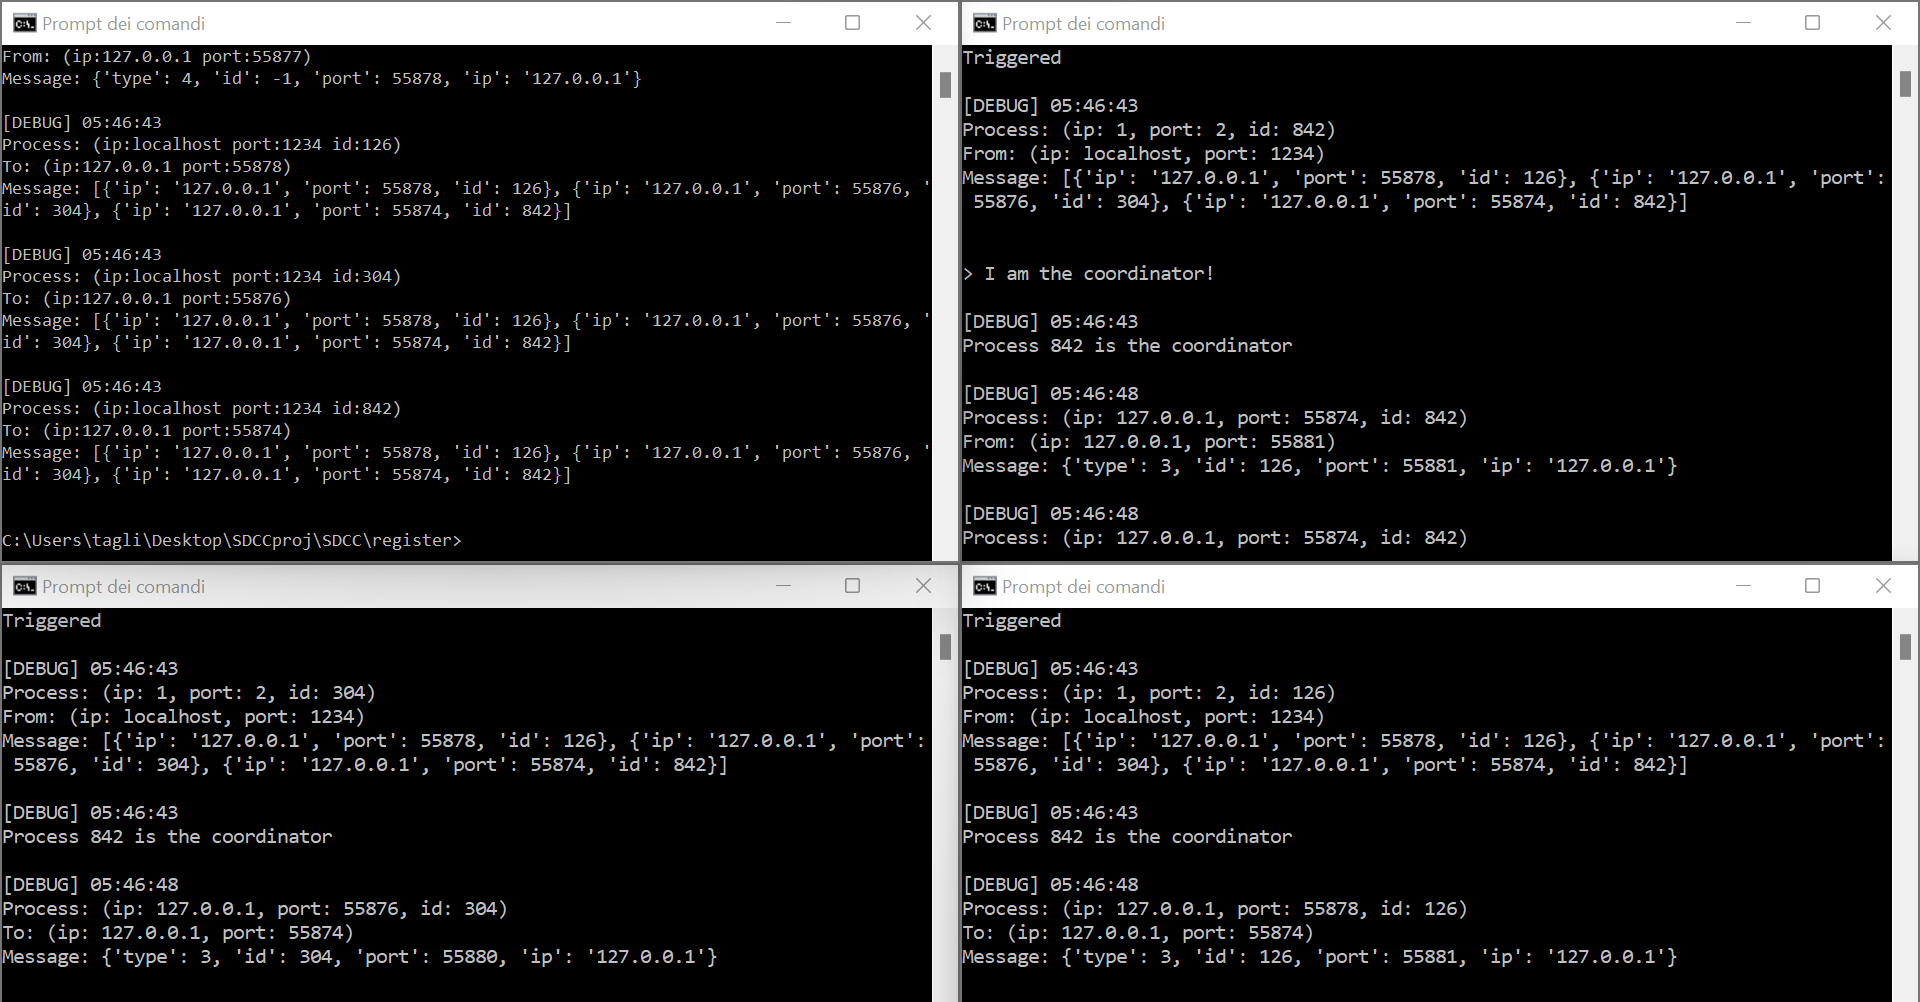 Prompt dei comandi
From: (ip:127.0.0.1 port:55877)
Message: {'type': 4, 'id': -1, 'port': 55878, 'ip': '127.0.0.1'}
[DEBUG] 05:46:43
Process: (ip:localhost port:1234 id:126)
To: (ip:127.0.0.1 port:55878)
Message: [{'ip': '127.0.0.1', 'port': 55878, 'id': 126}, {'ip': '127.0.0.1', 'port': 55876, '
id': 304}, {'ip': '127.0.0.1', 'port': 55874, 'id': 842}]
[DEBUG] 05:46:43
Process: (ip:localhost port:1234 id:304)
To: (ip:127.0.0.1 port:55876)
Message: [{'ip': '127.0.0.1', 'port': 55878, 'id': 126}, {'ip': '127.0.0.1', 'port': 55876, '
id': 304}, {'ip': '127.0.0.1', 'port': 55874, 'id': 842}]
[DEBUG] 05:46:43
Process: (ip:localhost port:1234 id:842)
To: (ip:127.0.0.1 port:55874)
Message: [{'ip': '127.0.0.1', 'port': 55878, 'id': 126}, {'ip': '127.0.0.1', 'port': 55876, '
id': 304}, {'ip': '127.0.0.1', 'port': 55874, 'id': 842}]
C:\Users\tagli\Desktop\SDCCproj\SDCC\register>
Prompt dei comandi
Triggered
[DEBUG] 05:46:43
Process: (ip: 1, port: 2, id: 842)
From: (ip: localhost, port: 1234)
Message: [{'ip': '127.0.0.1', 'port': 55878, 'id': 126}, {'ip': '127.0.0.1', 'port':
55876, 'id': 304}, {'ip': '127.0.0.1', 'port': 55874, 'id': 842}]
> I am the coordinator!
[DEBUG] 05:46:43
Process 842 is the coordinator
[DEBUG] 05:46:48
Process: (ip: 127.0.0.1, port: 55874, id: 842)
From: (ip: 127.0.0.1, port: 55881)
Message: {'type': 3, 'id': 126, 'port': 55881, 'ip': '127.0.0.1'}
[DEBUG] 05:46:48
Process: (ip: 127.0.0.1, port: 55874, id: 842)
Prompt dei comandi
Triggered
[DEBUG] 05:46:43
Process: (ip: 1, port: 2, id: 304)
From: (ip: localhost, port: 1234)
Message: [{'ip': '127.0.0.1', 'port': 55878, 'id': 126}, {'ip': '127.0.0.1', 'port':
55876, 'id': 304}, {'ip': '127.0.0.1', 'port': 55874, 'id': 842}]
[DEBUG] 05:46:43
Process 842 is the coordinator
[DEBUG] 05:46:48
Process: (ip: 127.0.0.1, port: 55876, id: 304)
To: (ip: 127.0.0.1, port: 55874)
Message: {'type': 3, 'id': 304, 'port': 55880, 'ip': '127.0.0.1'}
Prompt dei comandi
Triggered
[DEBUG] 05:46:43
Process: (ip: 1, port: 2, id: 126)
From: (ip: localhost, port: 1234)
Message: [{'ip': '127.0.0.1', 'port': 55878, 'id': 126}, {'ip': '127.0.0.1', 'port':
55876, 'id': 304}, {'ip': '127.0.0.1', 'port': 55874, 'id': 842}]
[DEBUG] 05:46:43
Process 842 is the coordinator
[DEBUG] 05:46:48
Process: (ip: 127.0.0.1, port: 55878, id: 126)
To: (ip: 127.0.0.1, port: 55874)
Message: {'type': 3, 'id': 126, 'port': 55881, 'ip': '127.0.0.1'}